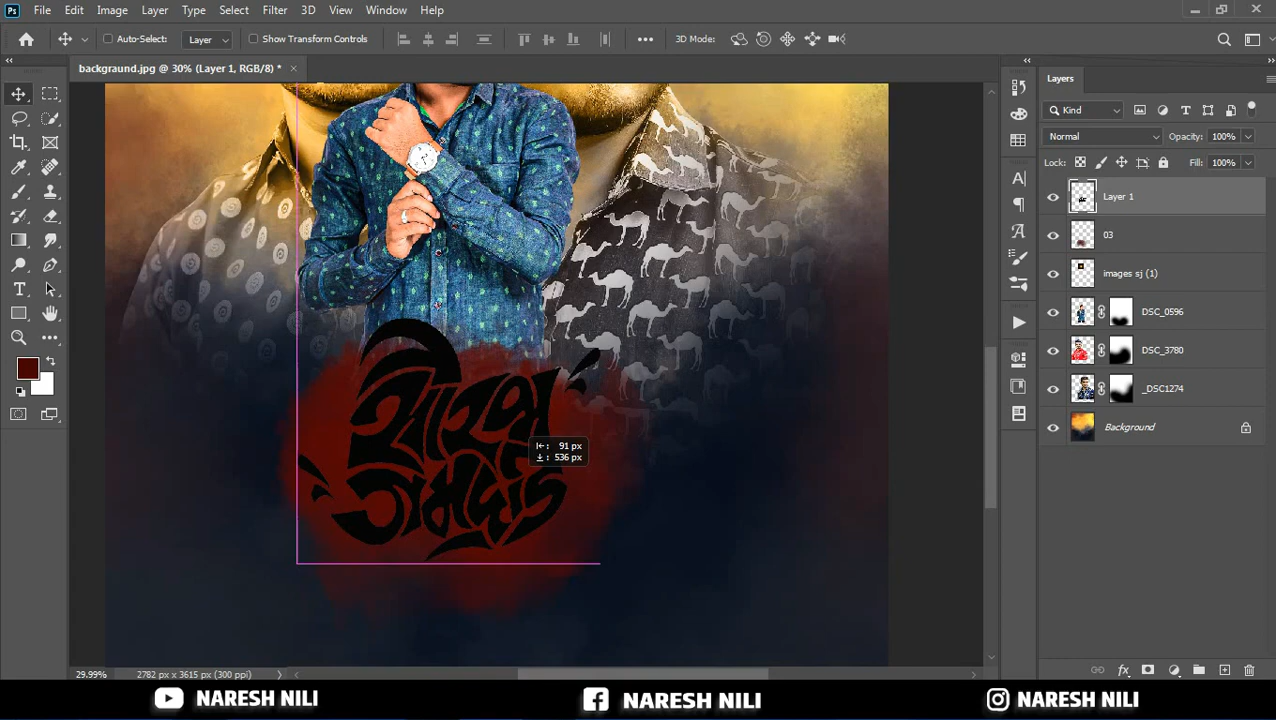 Ps File Edit Image Layer Type Select Filter 3D View Window Help
Auto-Select: Layer Show Transform Controls 3D Mode:
backgraund.jpg @ 30% (Layer 1, RGB/8) *
Layers
Kind
Normal Opacity: 100%
Lock: Fill: 100%
Layer 1
03
images sj (1)
DSC_0596
DSC_3780
_DSC1274
Background
91 px
536 px
29.99% 2782 px x 3615 px (300 ppi)
NARESH NILI NARESH NILI NARESH NILI